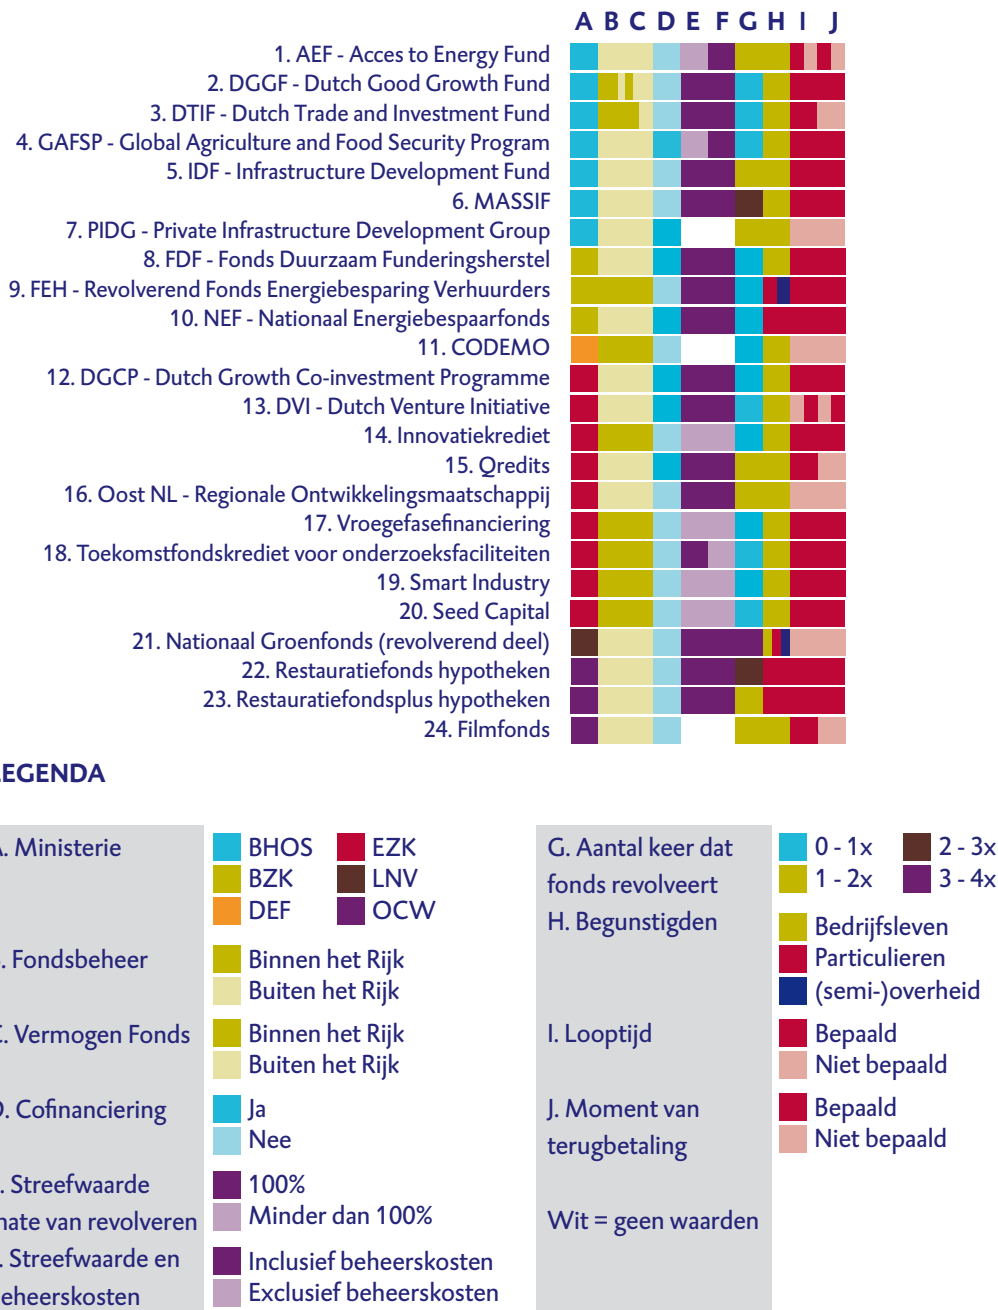 A B C D E F G H I J
1. AEF - Acces to Energy Fund
2. DGGF - Dutch Good Growth Fund
3. DTIF - Dutch Trade and Investment Fund
4. GAFSP - Global Agriculture and Food Security Program
5. IDF - Infrastructure Development Fund
6. MASSIF
7. PIDG - Private Infrastructure Development Group
8. FDF - Fonds Duurzaam Funderingsherstel
9. FEH - Revolverend Fonds Energiebesparing Verhuurders
10. NEF - Nationaal Energiebespaarfonds
11. CODEMO
12. DGCP - Dutch Growth Co-investment Programme
13. DVI - Dutch Venture Initiative
14. Innovatiekrediet
15. Qredits
16. Oost NL - Regionale Ontwikkelingsmaatschappij
17. Vroegefasefinanciering
18. Toekomstfondskrediet voor onderzoeksfaciliteiten
19. Smart Industry
20. Seed Capital
21. Nationaal Groenfonds (revolverend deel)
22. Restauratiefonds hypotheken
23. Restauratiefondsplus hypotheken
24. Filmfonds
LEGENDA
A. Ministerie
BHOS EZK
BZK LNV
DEF OCW
. Fondsbeheer
Binnen het Rijk
Buiten het Rijk
C. Vermogen Fonds
Binnen het Rijk
Buiten het Rijk
D. Cofinanciering
Ja
Nee
. Streefwaarde
mate van revolveren
100%
Minder dan 100%
. Streefwaarde en
beheerskosten
Inclusief beheerskosten
Exclusief beheerskosten
G. Aantal keer dat
fonds revolveert
0 - 1x 2 - 3x
1 - 2x 3 - 4x
H. Begunstigden
Bedrijfsleven
Particulieren
(semi-)overheid
I. Looptijd
Bepaald
Niet bepaald
J. Moment van
terugbetaling
Bepaald
Niet bepaald
Wit = geen waarden